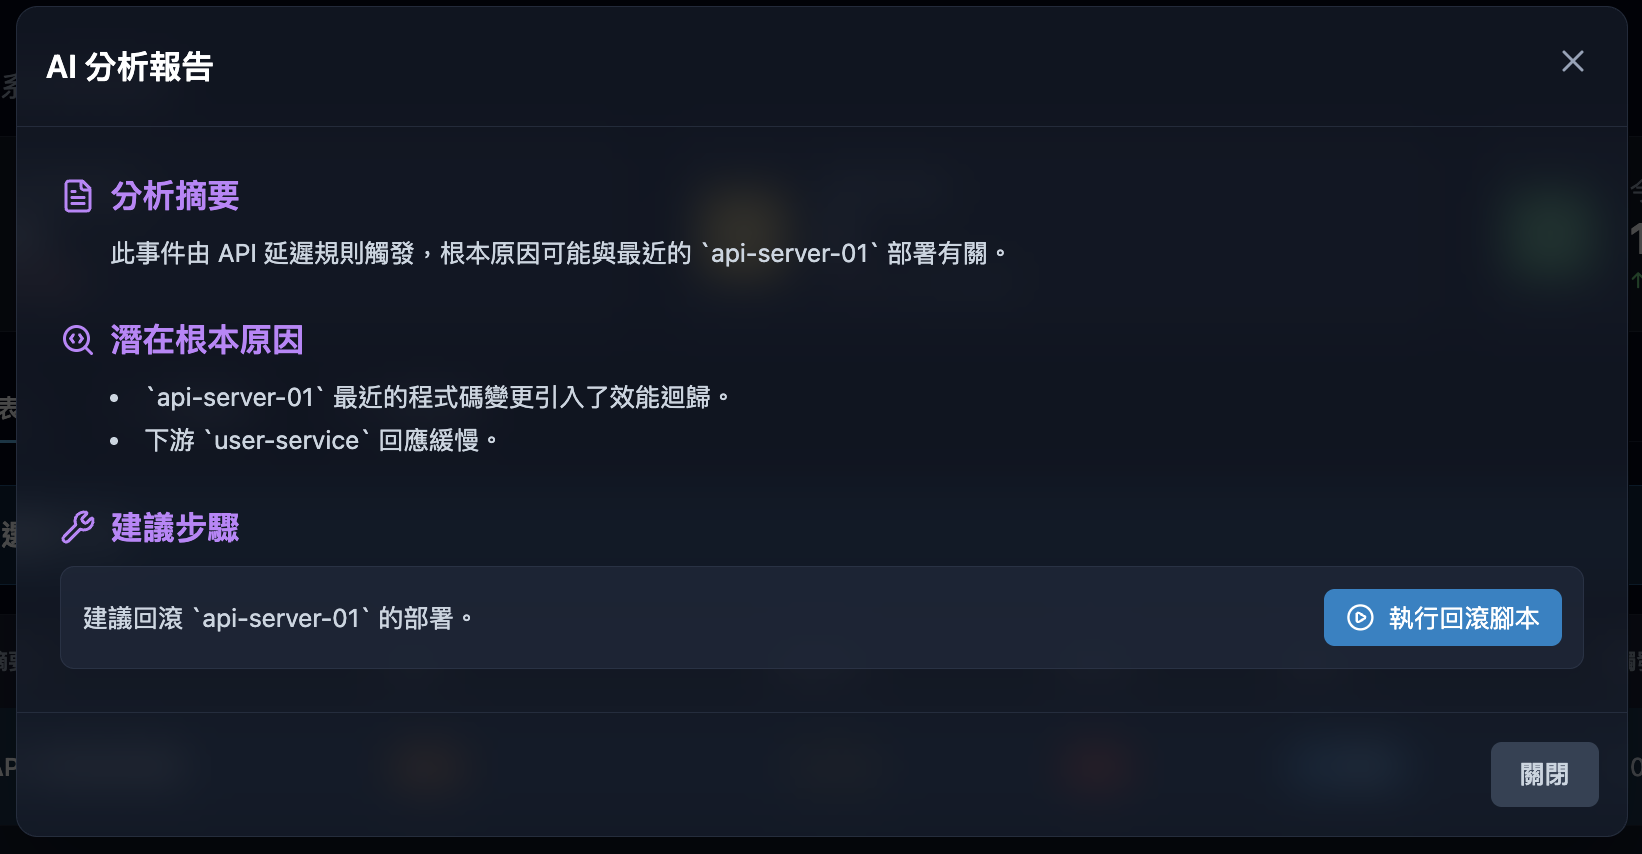 AI 分析報告
分析摘要
此事件由 API 延遲規則觸發，根本原因可能與最近的 `api-server-01` 部署有關。
潛在根本原因
• `api-server-01` 最近的程式碼變更引入了效能迴歸。
• 下游 `user-service` 回應緩慢。
建議步驟
建議回滾 `api-server-01` 的部署。
執行回滾腳本
關閉